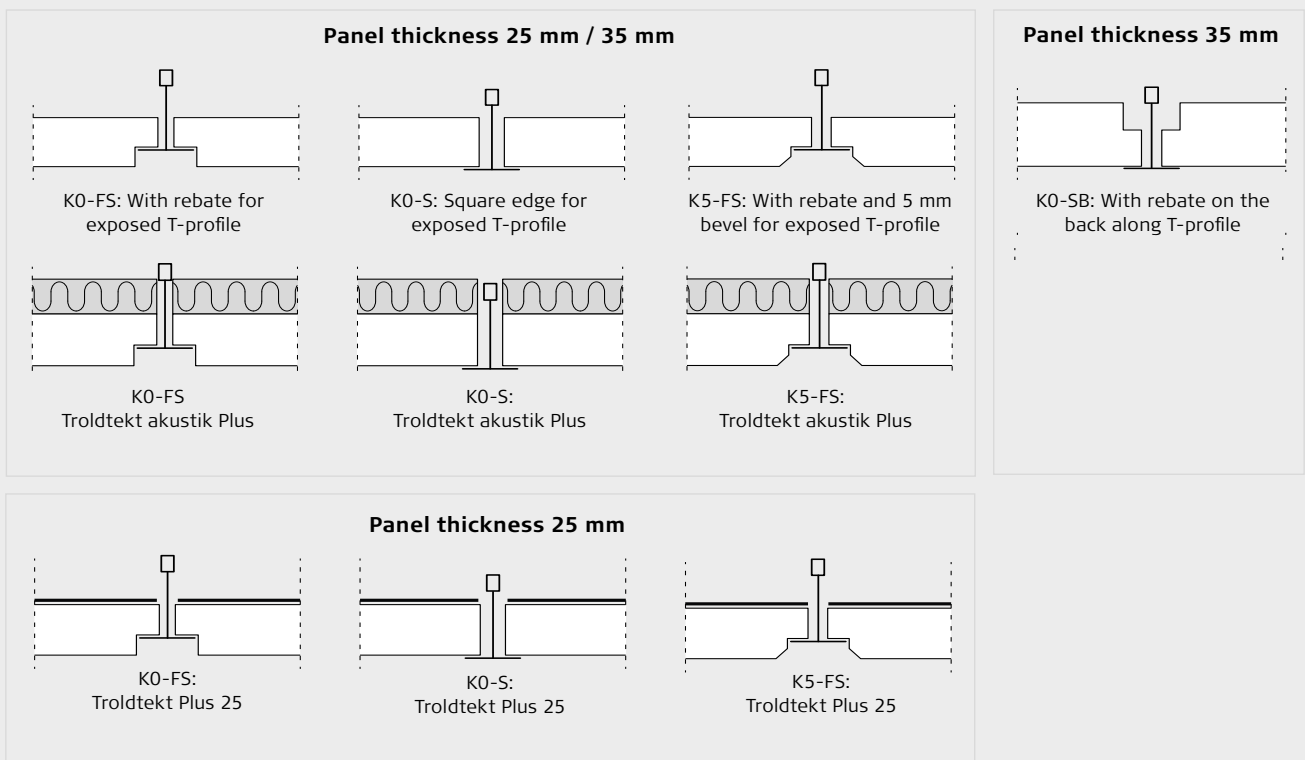 Panel thickness 25 mm / 35 mm
K0-FS: With rebate for
exposed T-profile
K0-S: Square edge for
exposed T-profile
K5-FS: With rebate and 5 mm
bevel for exposed T-profile
K0-FS
Troldtekt akustik Plus
K0-S:
Troldtekt akustik Plus
K5-FS:
Troldtekt akustik Plus
Panel thickness 35 mm
K0-SB: With rebate on the
back along T-profile
Panel thickness 25 mm
K0-FS:
Troldtekt Plus 25
K0-S:
Troldtekt Plus 25
K5-FS:
Troldtekt Plus 25